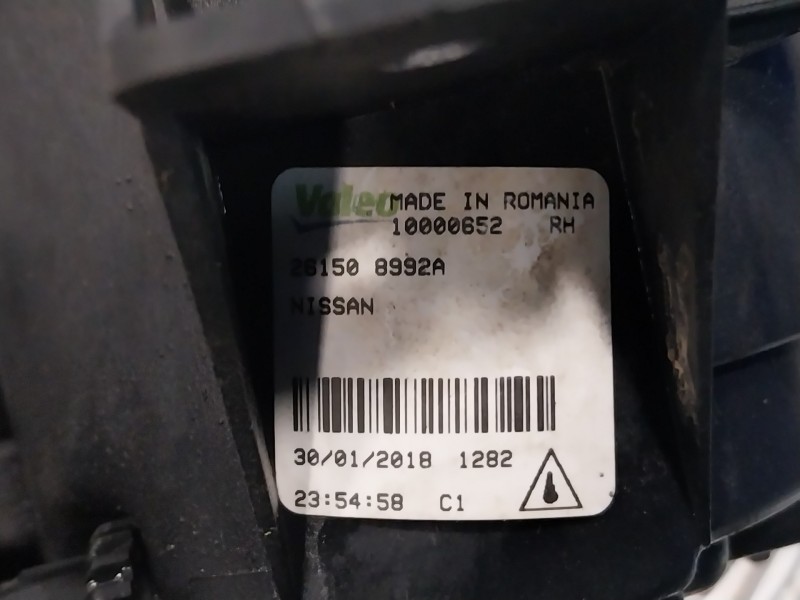 Valeo MADE IN ROMANIA
10000652 RH
26150 8992A
NISSAN
30/01/2018 1282
23:54:58 C1